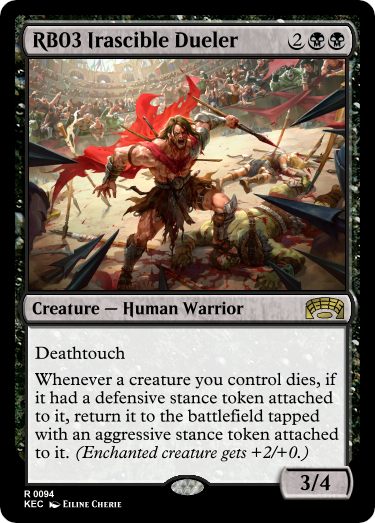 RB03 Irascible Dueler 2
Creature — Human Warrior
Deathtouch
Whenever a creature you control dies, if
it had a defensive stance token attached
to it, return it to the battlefield tapped
with an aggressive stance token attached
to it. (Enchanted creature gets +2/+0.)
3/4
R 0094
KEC Eiline Cherie